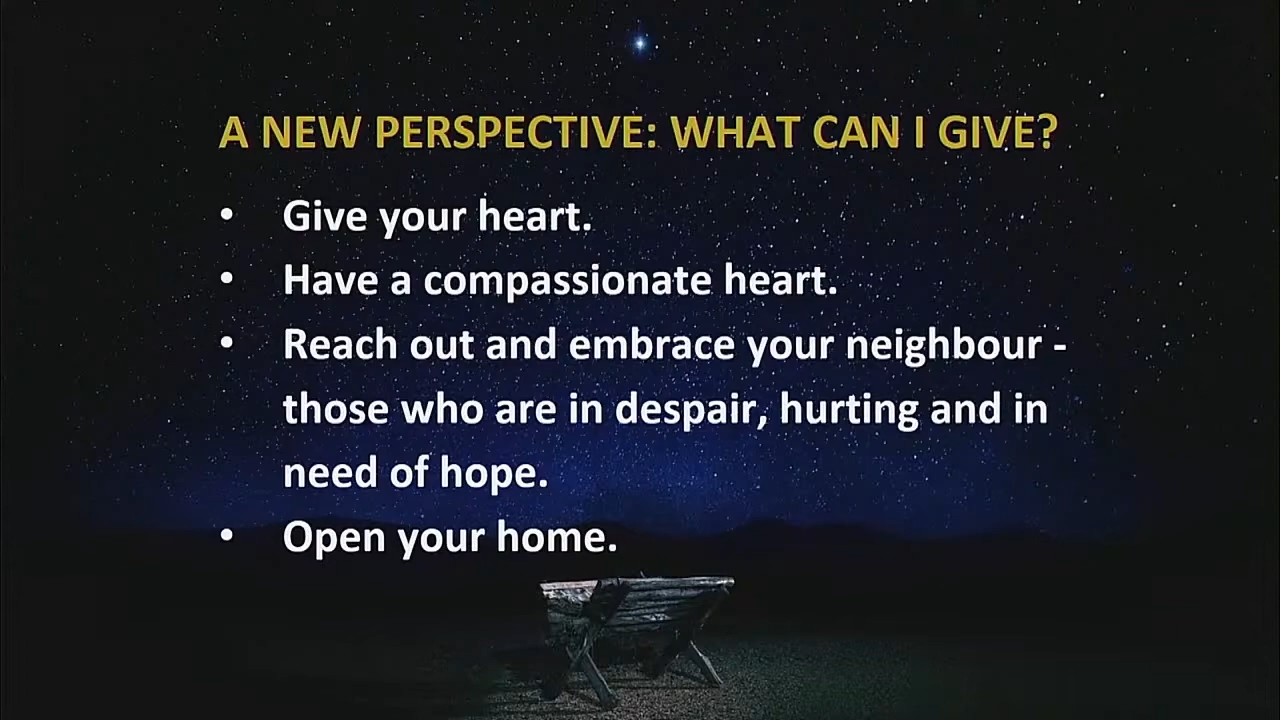 A NEW PERSPECTIVE: WHAT CAN I GIVE?
• Give your heart.
• Have a compassionate heart.
• Reach out and embrace your neighbour -
those who are in despair, hurting and in
need of hope.
• Open your home.